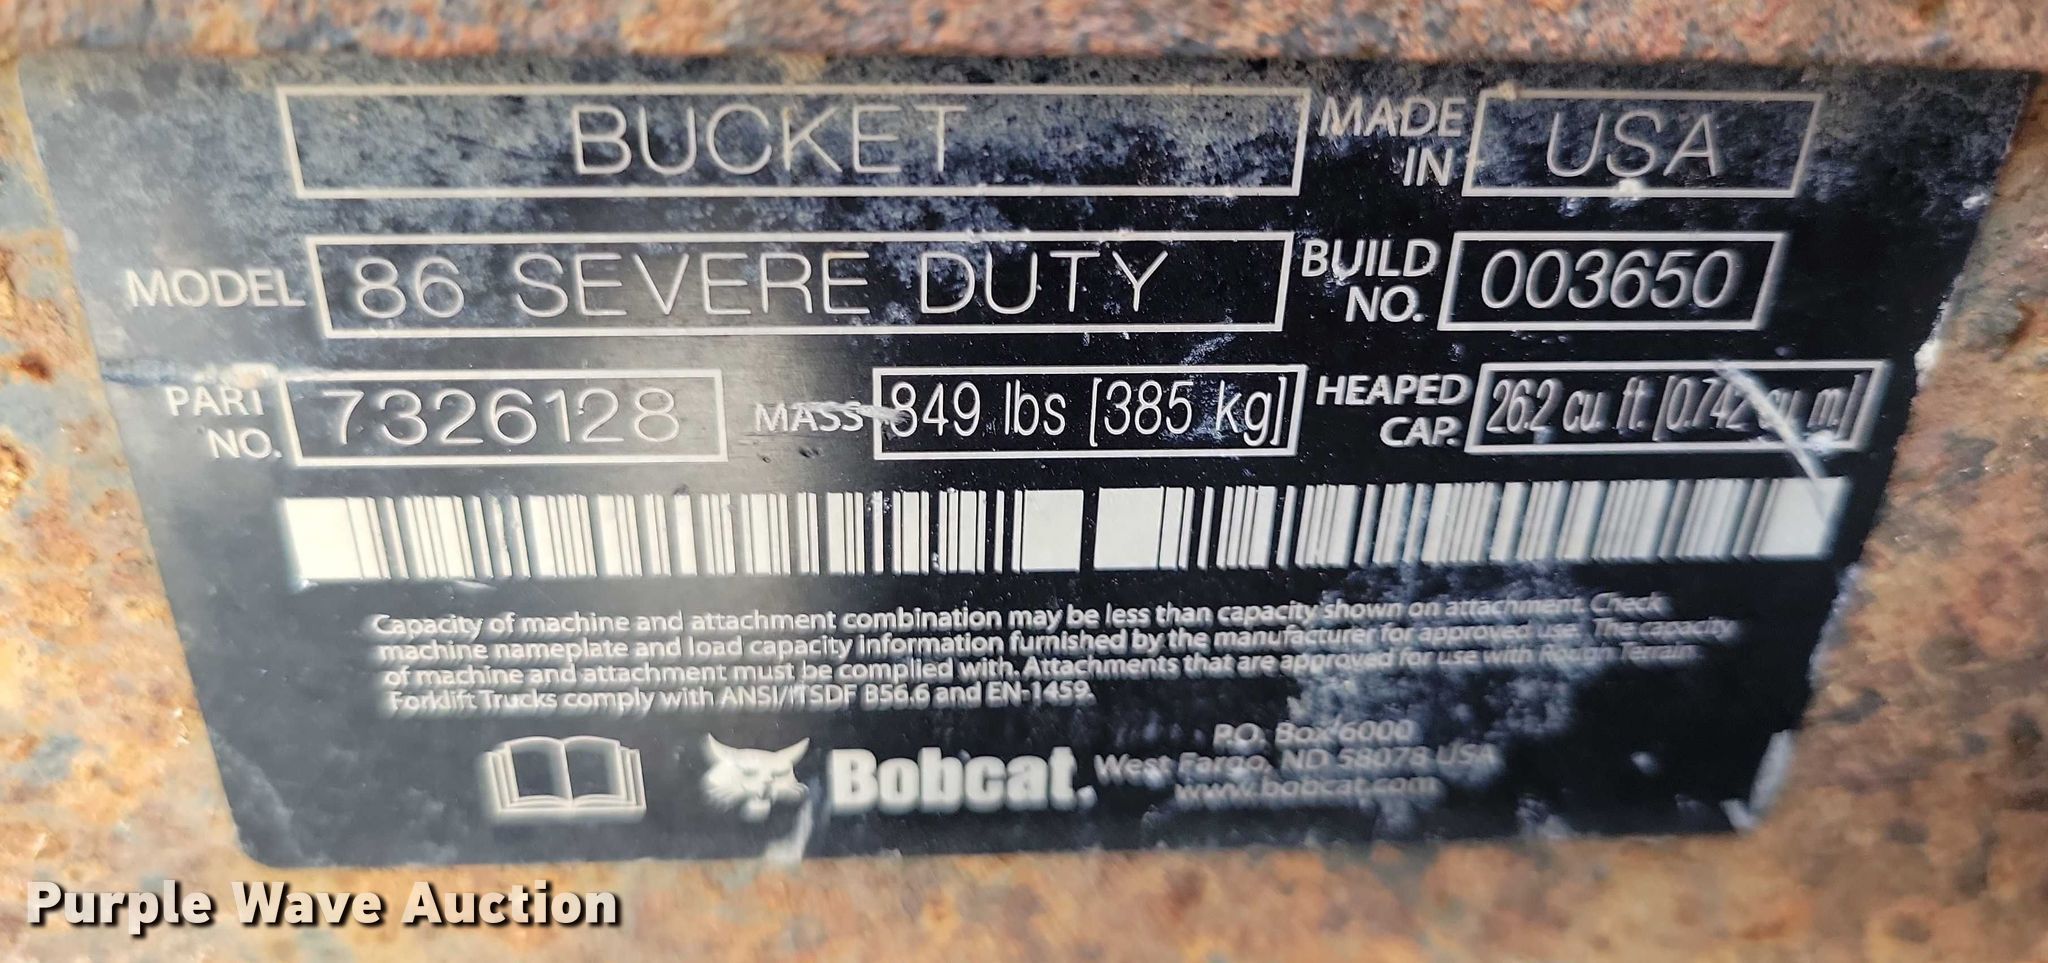 BUCKET
MADE IN
USA
MODEL
86 SEVERE DUTY
BUILD NO.
003650
PART NO.
7326128
MASS
849 lbs [385 kg]
HEAPED CAP.
26.2 cu. ft. [0.742 cu. m]
Capacity of machine and attachment combination may be less than capacity shown on attachment. Check
machine nameplate and load capacity information furnished by the manufacturer for approved use. The capacity
of machine and attachment must be complied with. Attachments that are approved for use with Rough Terrain
Forklift Trucks comply with ANSI/ITSDF B56.6 and EN-1459.
Bobcat.
P.O. Box 6000
West Fargo, ND 58078 USA
www.bobcat.com
Purple Wave Auction